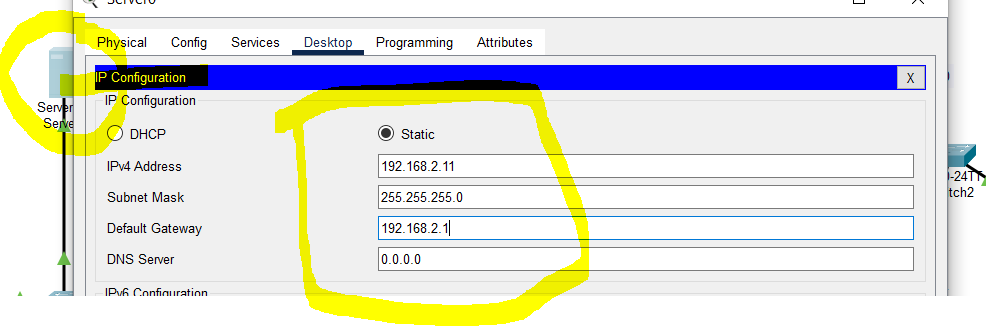 Server0
Physical Config Services Desktop Programming Attributes
IP Configuration X
IP Configuration
DHCP Static
IPv4 Address 192.168.2.11
Subnet Mask 255.255.255.0
Default Gateway 192.168.2.1
DNS Server 0.0.0.0
IPv6 Configuration
Server
Serve
-24TT
tch2